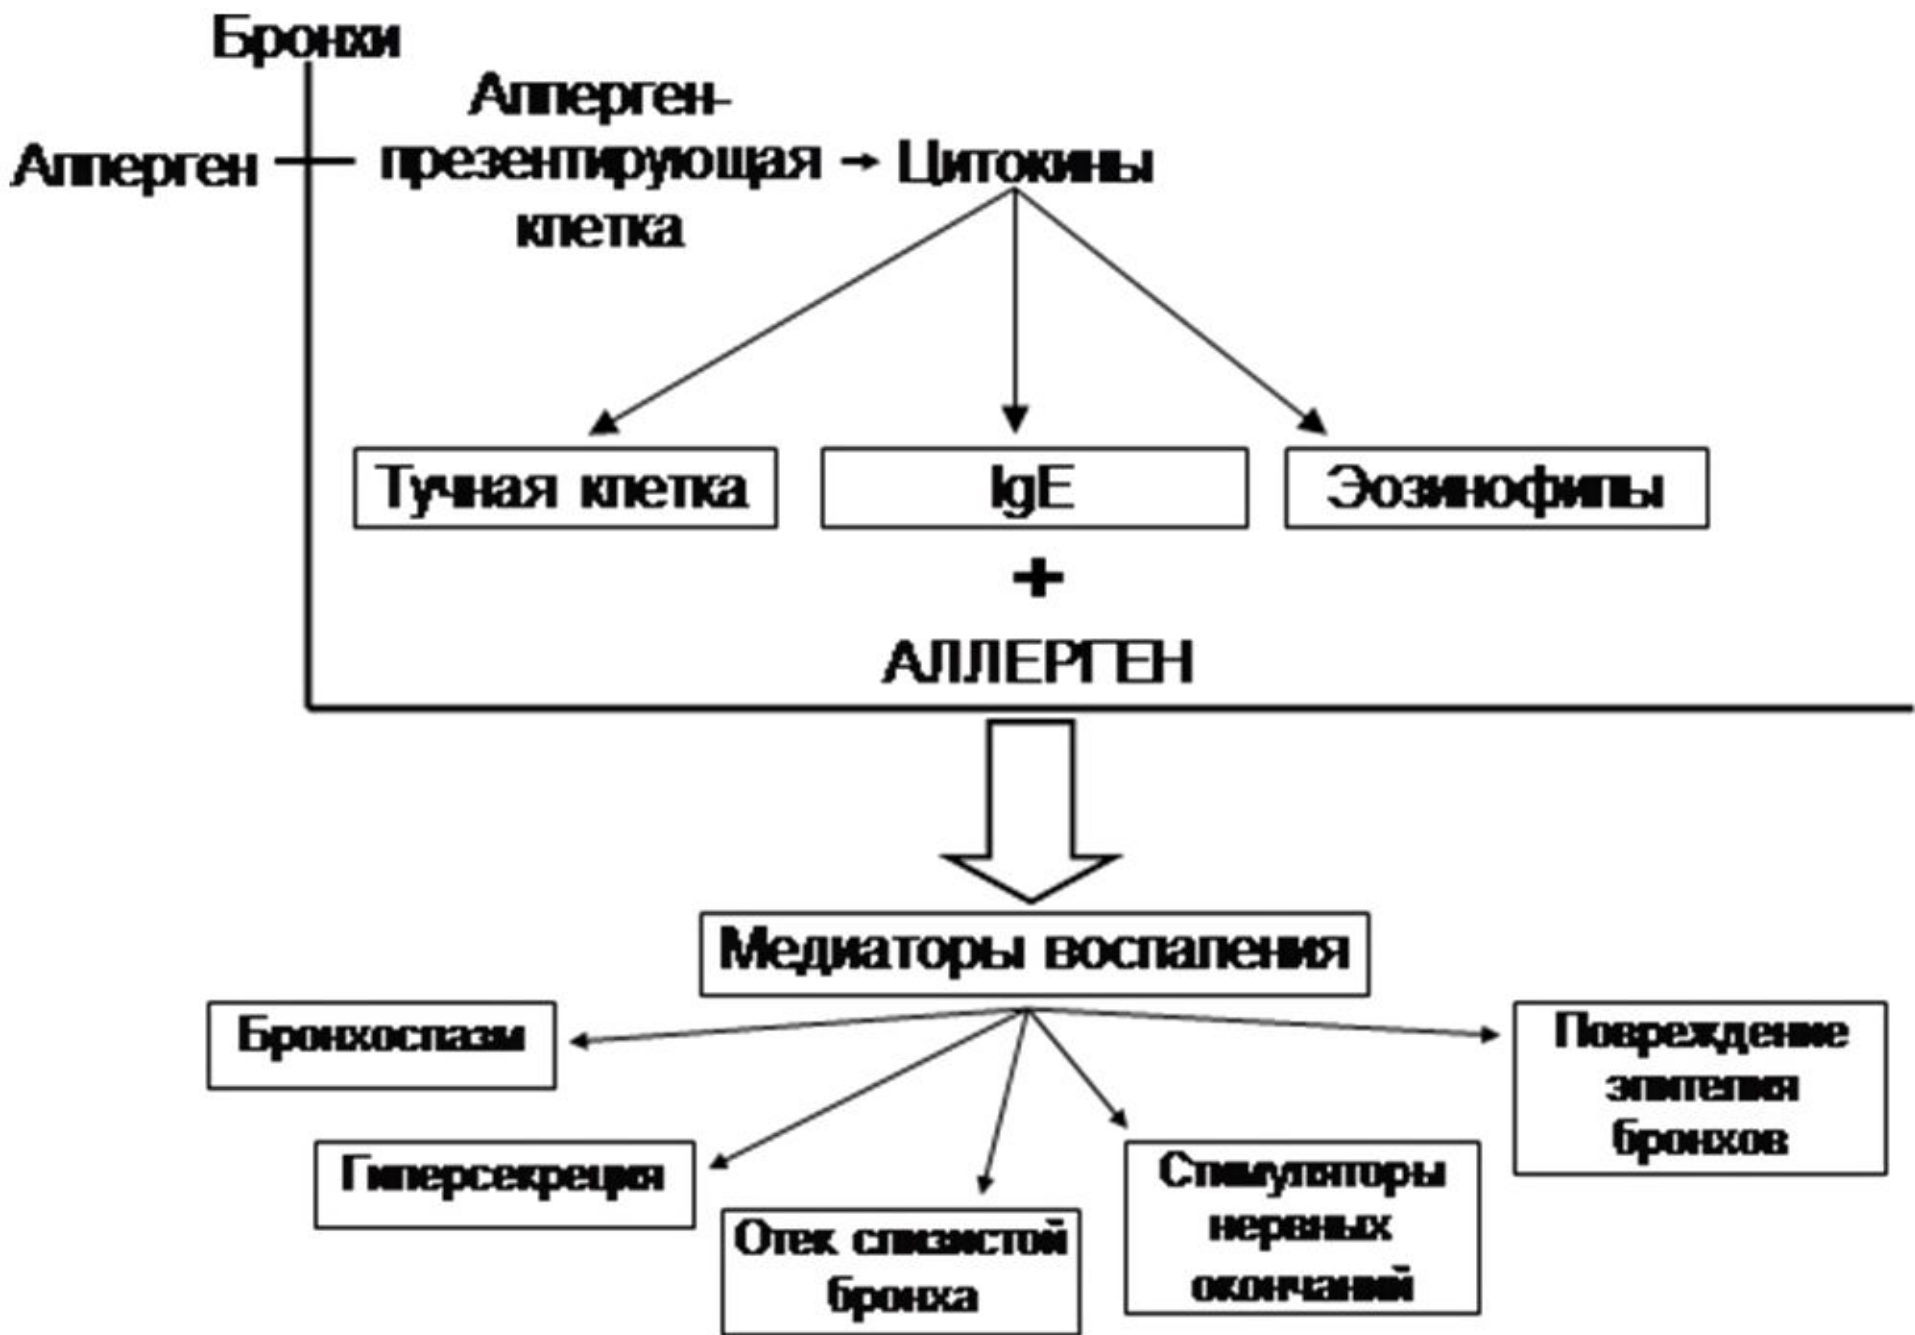 Бронхи
Аллерген-
Аллерген
презентирующая
Цитокины
клетка
Тучная клетка
IgE
Эозинофилы
+
АЛЛЕРГЕН
Медиаторы воспаления
Бронхоспазм
Повреждение
эпителия
бронхов
Гиперсекреция
Стимуляторы
нервных
окончаний
Отек слизистой
бронха